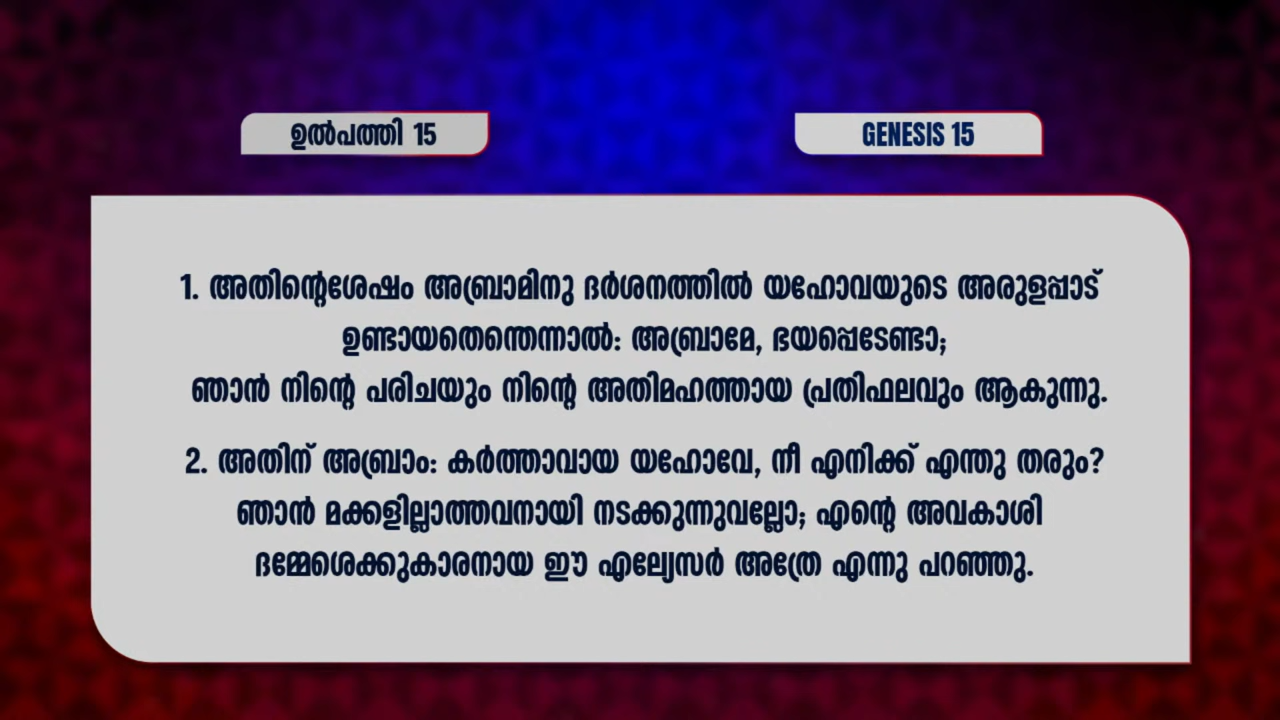 ഉൽപത്തി 15
GENESIS 15
1. അതിന്റെശേഷം അബ്രാമിനു ദർശനത്തിൽ യഹോവയുടെ അരുളപ്പാട്
ഉണ്ടായതെന്തെന്നാൽ: അബ്രാമേ, ഭയപ്പെടേണ്ടാ;
ഞാൻ നിന്റെ പരിചയും നിന്റെ അതിമഹത്തായ പ്രതിഫലവും ആകുന്നു.
2. അതിന് അബ്രാം: കർത്താവായ യഹോവേ, നീ എനിക്ക് എന്തു തരും?
ഞാൻ മക്കളില്ലാത്തവനായി നടക്കുന്നുവല്ലോ; എന്റെ അവകാശി
ദമ്മേശെക്കുകാരനായ ഈ എല്യേസർ അത്രേ എന്നു പറഞ്ഞു.